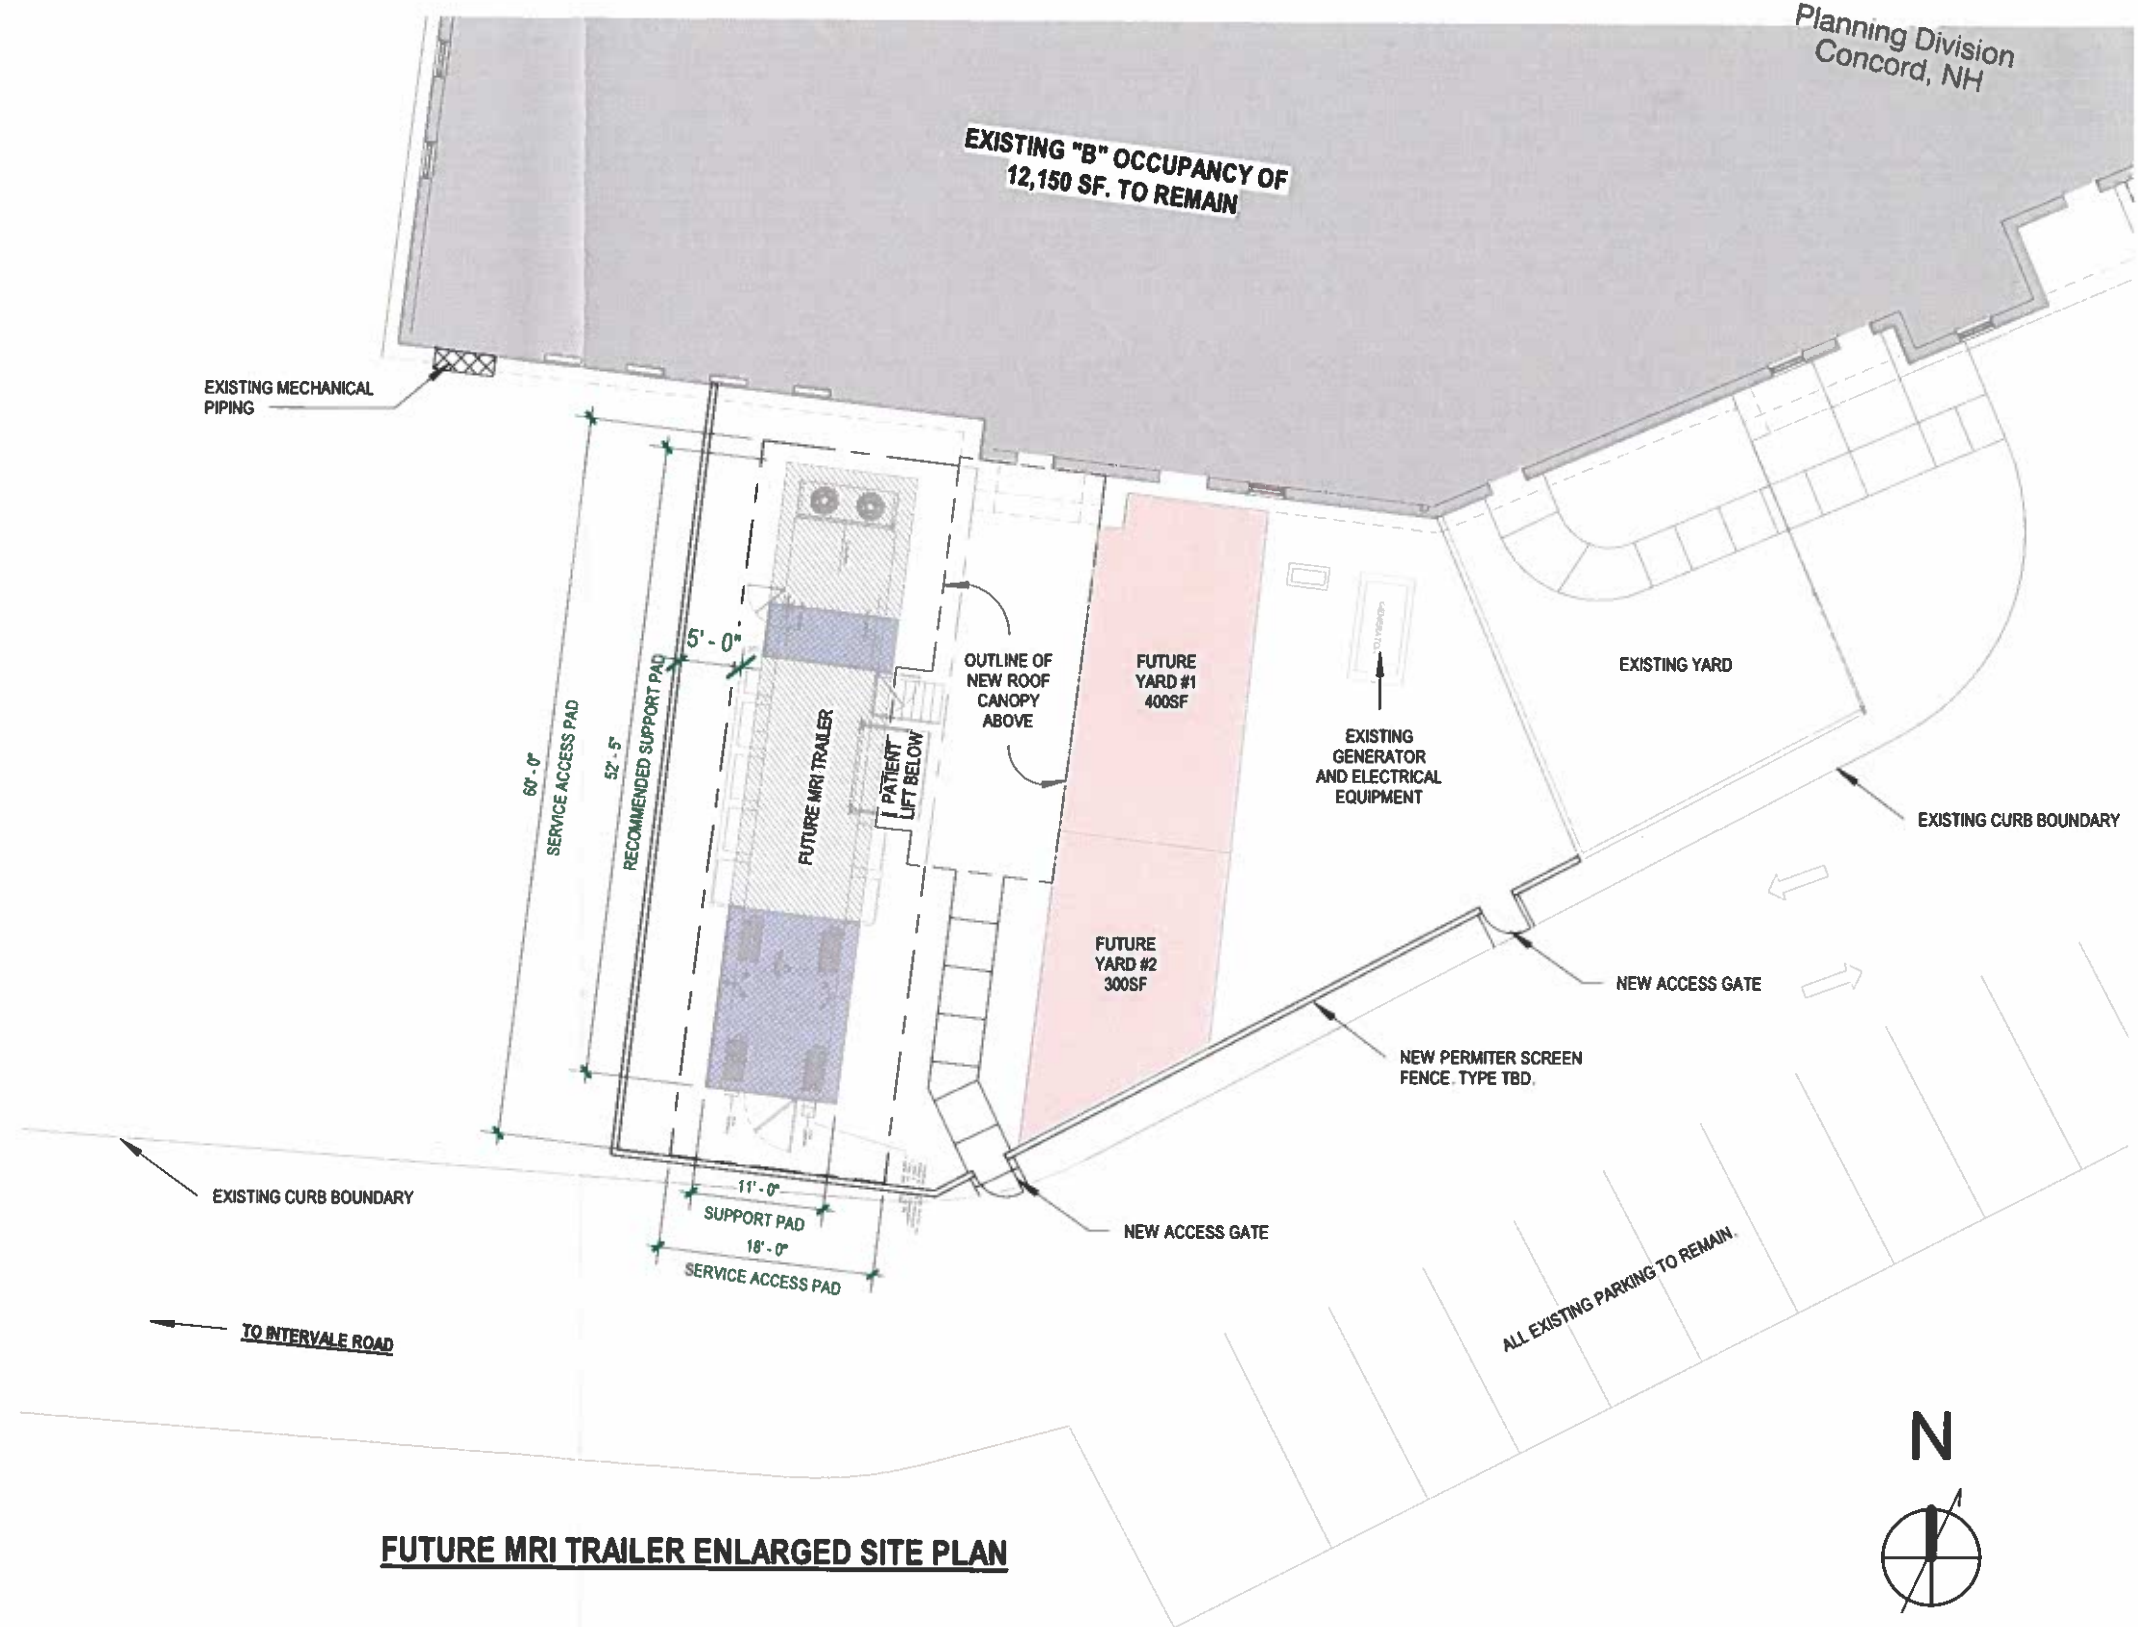 Planning Division
Concord, NH
EXISTING "B" OCCUPANCY OF
12,150 SF. TO REMAIN
EXISTING MECHANICAL
PIPING
5' - 0"
60' - 0"
SERVICE ACCESS PAD
52' - 5"
RECOMMENDED SUPPORT PAD
FUTURE MRI TRAILER
PATIENT
LIFT BELOW
OUTLINE OF
NEW ROOF
CANOPY
ABOVE
FUTURE
YARD #1
400SF
EXISTING
GENERATOR
AND ELECTRICAL
EQUIPMENT
EXISTING YARD
EXISTING CURB BOUNDARY
FUTURE
YARD #2
300SF
NEW ACCESS GATE
NEW PERMITER SCREEN
FENCE. TYPE TBD.
EXISTING CURB BOUNDARY
11' - 0"
SUPPORT PAD
18' - 0"
SERVICE ACCESS PAD
NEW ACCESS GATE
ALL EXISTING PARKING TO REMAIN.
TO INTERVALE ROAD
N
FUTURE MRI TRAILER ENLARGED SITE PLAN